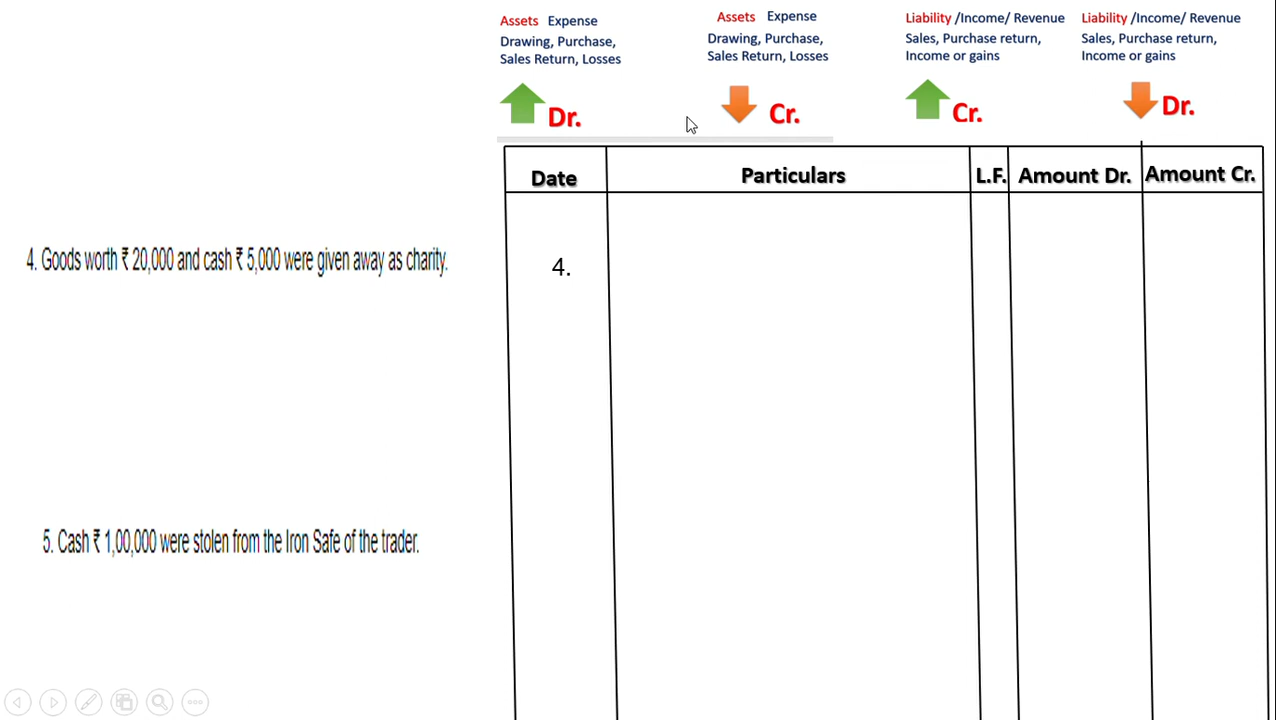 Assets Expense
Drawing, Purchase,
Sales Return, Losses
Dr.
Assets Expense
Drawing, Purchase,
Sales Return, Losses
Cr.
Liability /Income/ Revenue
Sales, Purchase return,
Income or gains
Cr.
Liability /Income/ Revenue
Sales, Purchase return,
Income or gains
Dr.
Date Particulars L.F. Amount Dr. Amount Cr.
4. Goods worth ₹ 20,000 and cash ₹ 5,000 were given away as charity.
4.
5. Cash ₹ 1,00,000 were stolen from the Iron Safe of the trader.